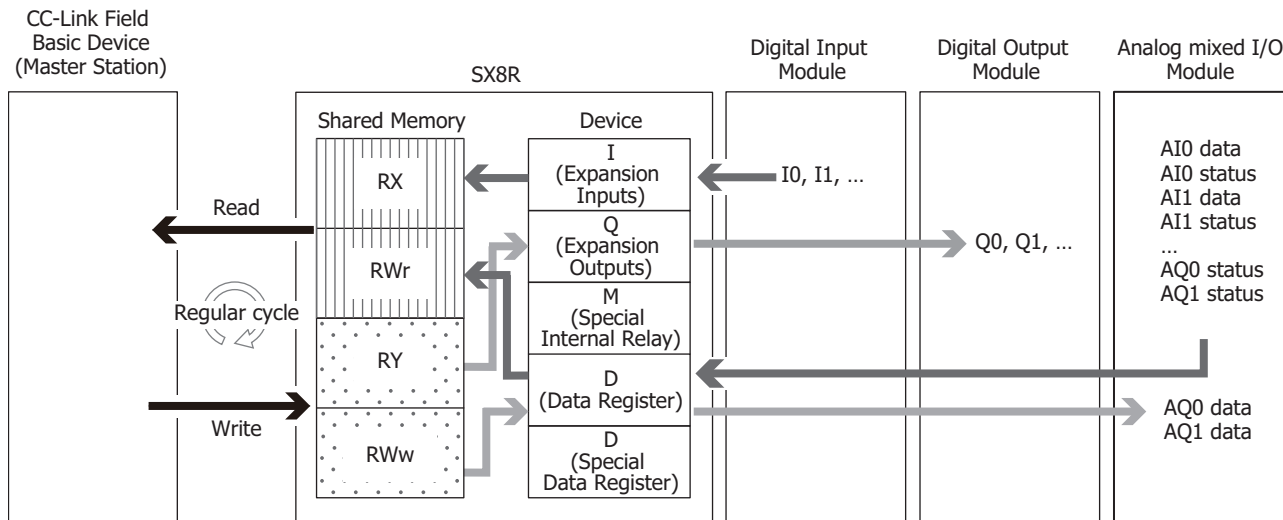 CC-Link Field
Basic Device
(Master Station)
SX8R
Digital Input
Module
Digital Output
Module
Analog mixed I/O
Module
Shared Memory
Device
RX
I
(Expansion
Inputs)
I0, I1, ...
AI0 data
AI0 status
AI1 data
AI1 status
...
AQ0 status
AQ1 status
Read
RWr
Q
(Expansion
Outputs)
Q0, Q1, ...
Regular cycle
M
(Special
Internal Relay)
RY
D
(Data Register)
AQ0 data
AQ1 data
Write
RWw
D
(Special
Data Register)